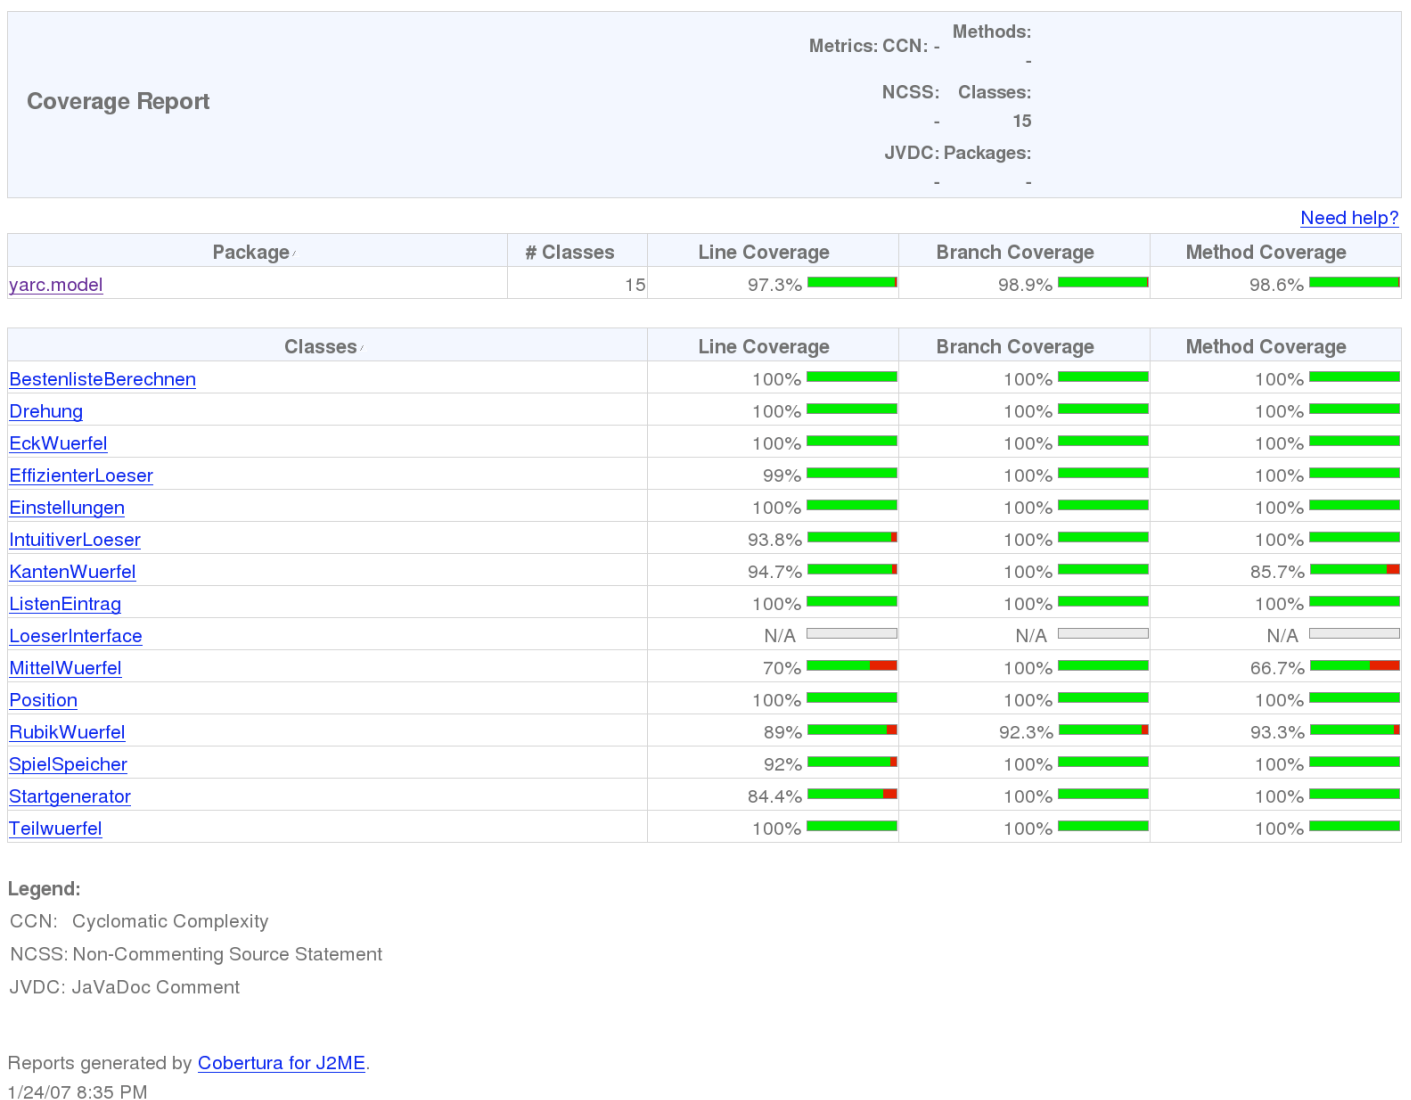 Coverage Report
Metrics: CCN: -
Methods:
-
NCSS:
-
Classes:
15
JVDC:
-
Packages:
-
Need help?
Package # Classes Line Coverage Branch Coverage Method Coverage
yarc.model 15 97.3% 98.9% 98.6%
Classes Line Coverage Branch Coverage Method Coverage
BestenlisteBerechnen 100% 100% 100%
Drehung 100% 100% 100%
EckWuerfel 100% 100% 100%
EffizienterLoeser 99% 100% 100%
Einstellungen 100% 100% 100%
IntuitiverLoeser 93.8% 100% 100%
KantenWuerfel 94.7% 100% 85.7%
ListenEintrag 100% 100% 100%
LoeserInterface N/A N/A N/A
MittelWuerfel 70% 100% 66.7%
Position 100% 100% 100%
RubikWuerfel 89% 92.3% 93.3%
SpielSpeicher 92% 100% 100%
Startgenerator 84.4% 100% 100%
Teilwuerfel 100% 100% 100%
Legend:
CCN: Cyclomatic Complexity
NCSS: Non-Commenting Source Statement
JVDC: JaVaDoc Comment
Reports generated by Cobertura for J2ME.
1/24/07 8:35 PM